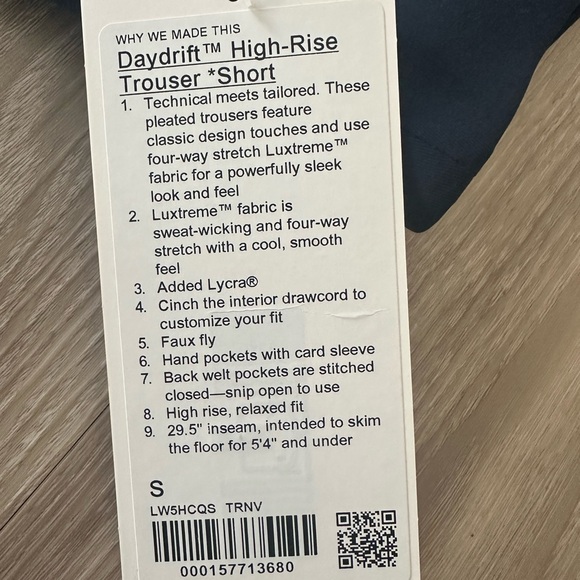 WHY WE MADE THIS
Daydrift™ High-Rise
Trouser *Short
1. Technical meets tailored. These
pleated trousers feature
classic design touches and use
four-way stretch Luxtreme™
fabric for a powerfully sleek
look and feel
2. Luxtreme™ fabric is
sweat-wicking and four-way
stretch with a cool, smooth
feel
3. Added Lycra®
4. Cinch the interior drawcord to
customize your fit
5. Faux fly
6. Hand pockets with card sleeve
7. Back welt pockets are stitched
closed—snip open to use
8. High rise, relaxed fit
9. 29.5" inseam, intended to skim
the floor for 5'4" and under
S
LW5HCQS TRNV
000157713680